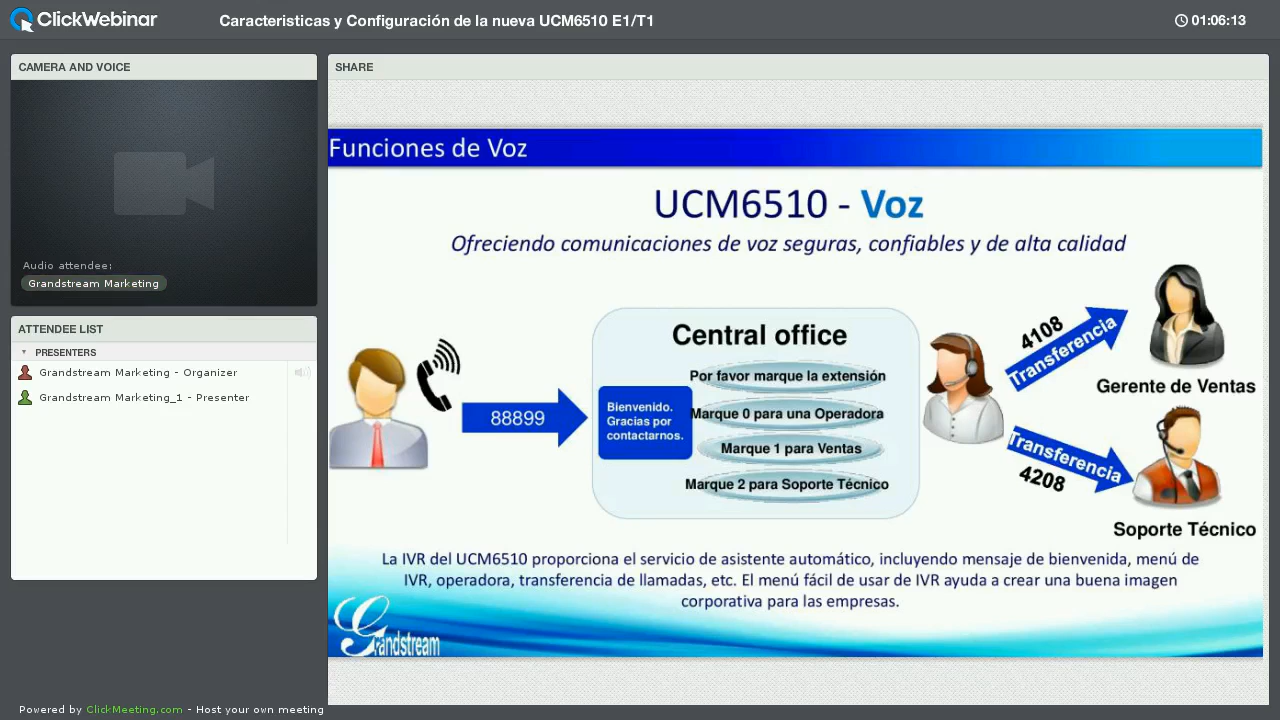 ClickWebinar
Caracteristicas y Configuración de la nueva UCM6510 E1/T1
01:06:13
CAMERA AND VOICE
Audio attendee:
Grandstream Marketing
ATTENDEE LIST
PRESENTERS
Grandstream Marketing - Organizer
Grandstream Marketing_1 - Presenter
SHARE
Funciones de Voz
UCM6510 - Voz
Ofreciendo comunicaciones de voz seguras, confiables y de alta calidad
88899
Central office
Bienvenido.
Gracias por
contactarnos.
Por favor marque la extensión
Marque 0 para una Operadora
Marque 1 para Ventas
Marque 2 para Soporte Técnico
4108
Transferencia
Gerente de Ventas
Transferencia
4208
Soporte Técnico
La IVR del UCM6510 proporciona el servicio de asistente automático, incluyendo mensaje de bienvenida, menú de
IVR, operadora, transferencia de llamadas, etc. El menú fácil de usar de IVR ayuda a crear una buena imagen
corporativa para las empresas.
Grandstream
Powered by ClickMeeting.com - Host your own meeting